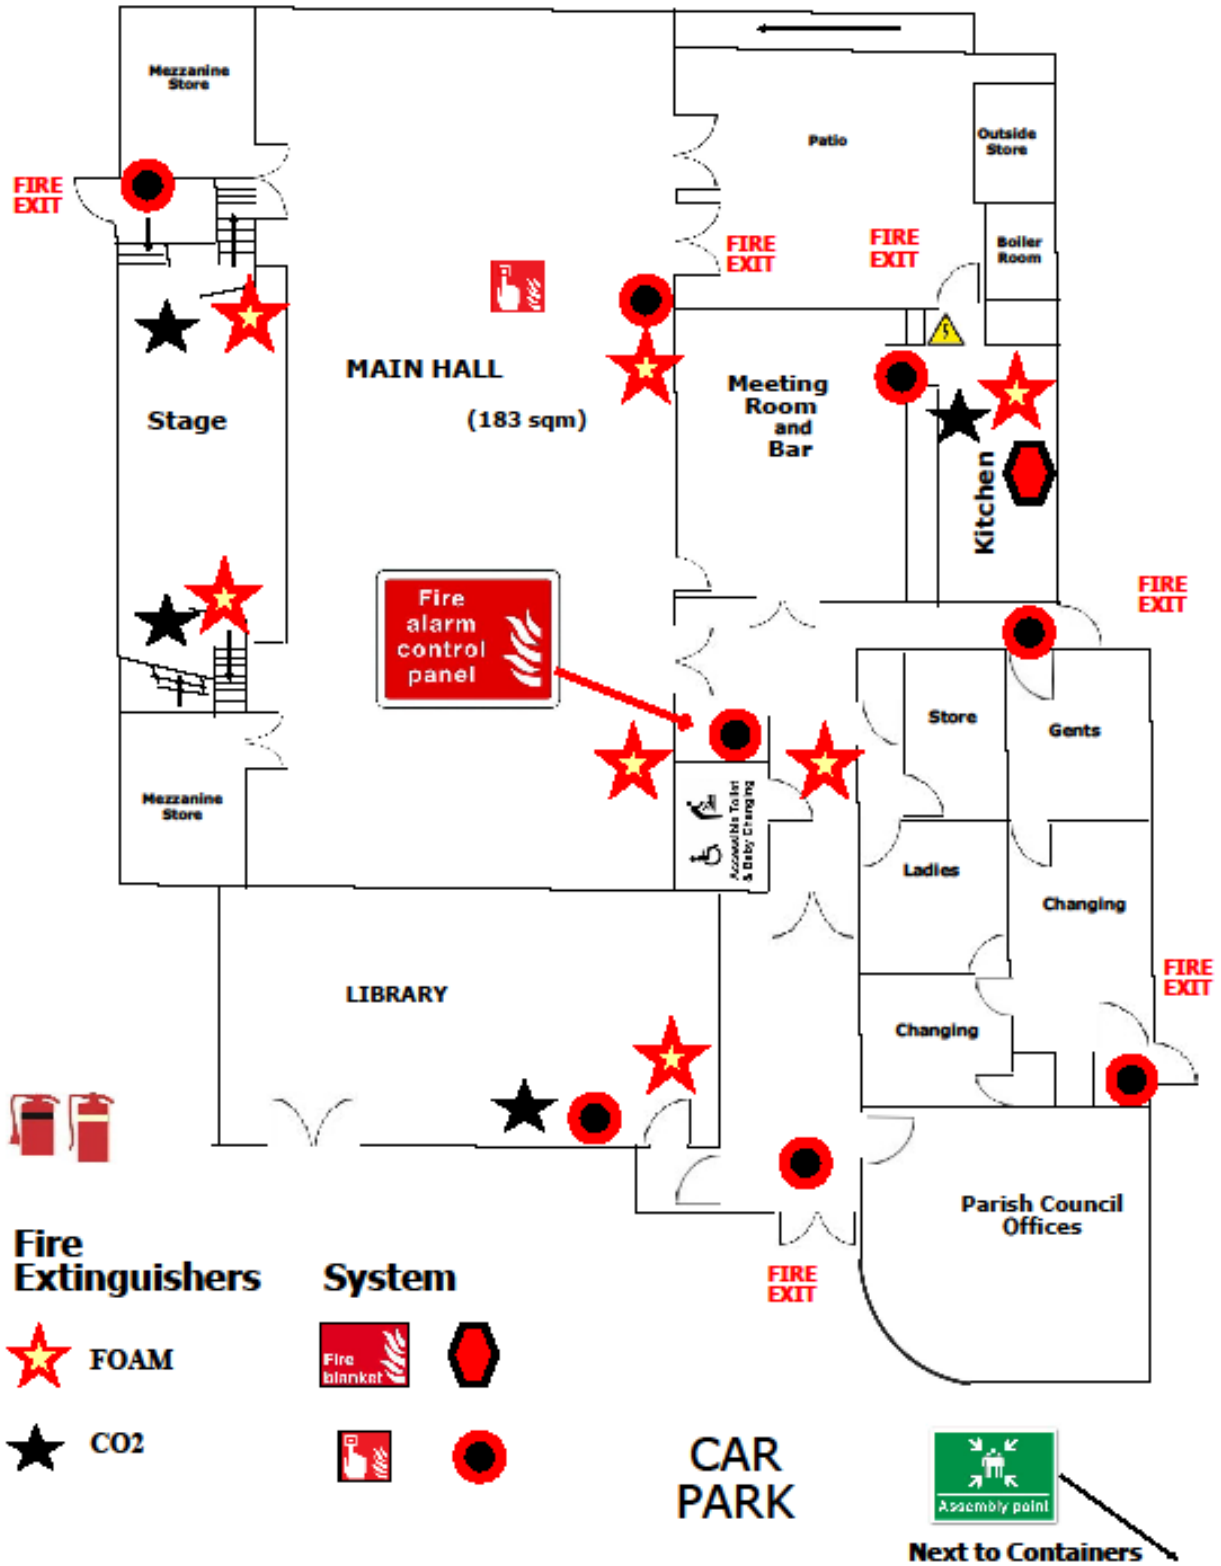 Mezzanine
Store
FIRE
EXIT
Patio
Outside
Store
FIRE
EXIT
FIRE
EXIT
Boiler
Room
MAIN HALL
(183 sqm)
Stage
Meeting
Room
and
Bar
Kitchen
Fire
alarm
control
panel
FIRE
EXIT
Store
Gents
Mezzanine
Store
Accessible Toilet
& Baby Changing
Ladies
Changing
FIRE
EXIT
LIBRARY
Changing
Parish Council
Offices
FIRE
EXIT
Fire
Extinguishers
System
FOAM
Fire
blanket
CO2
CAR
PARK
Assembly point
Next to Containers